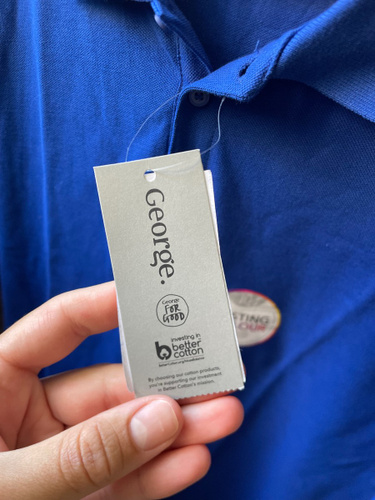 George.
George
FOR
GOOD
investing in
better
cotton
By choosing our cotton products,
you're supporting our investment
in Better Cotton's mission.
STING